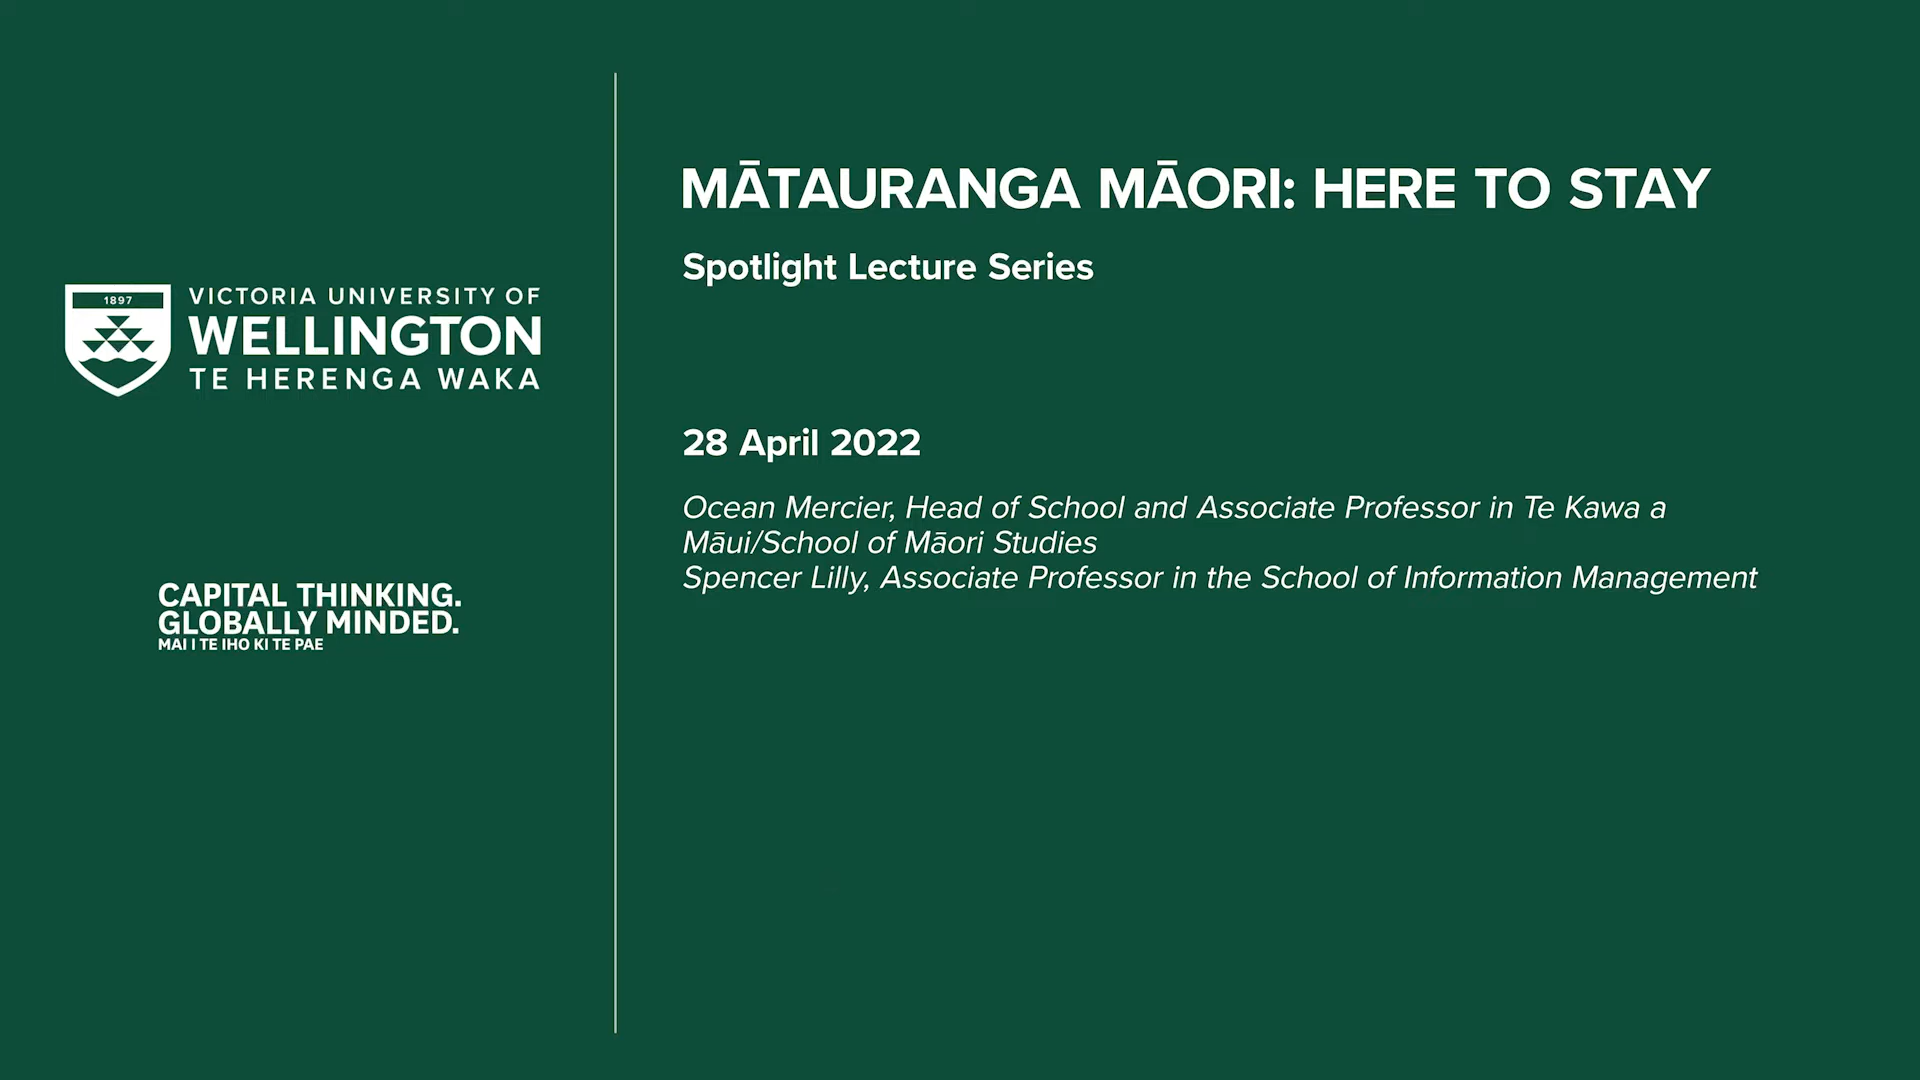 1897
VICTORIA UNIVERSITY OF
WELLINGTON
TE HERENGA WAKA
CAPITAL THINKING.
GLOBALLY MINDED.
MAI I TE IHO KI TE PAE
MĀTAURANGA MĀORI: HERE TO STAY
Spotlight Lecture Series
28 April 2022
Ocean Mercier, Head of School and Associate Professor in Te Kawa a
Māui/School of Māori Studies
Spencer Lilly, Associate Professor in the School of Information Management